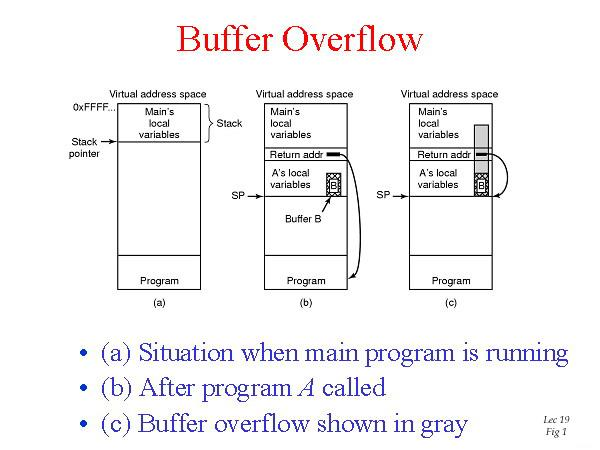 Buffer Overflow
Virtual address space
0xFFFF...
Main's
local
variables
Stack
Stack
pointer
Program
(a)
Virtual address space
Main's
local
variables
Return addr
A's local
variables
B
SP
Buffer B
Program
(b)
Virtual address space
Main's
local
variables
Return addr
A's local
variables
B
SP
Program
(c)
• (a) Situation when main program is running
• (b) After program A called
• (c) Buffer overflow shown in gray
Lec 19
Fig 1